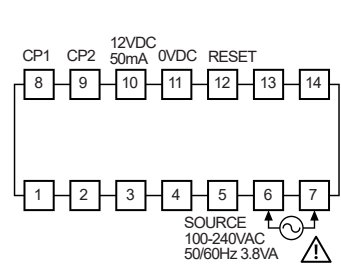 12VDC
CP1 CP2 50mA 0VDC RESET
8 9 10 11 12 13 14
1 2 3 4 5 6 7
SOURCE
100-240VAC
50/60Hz 3.8VA